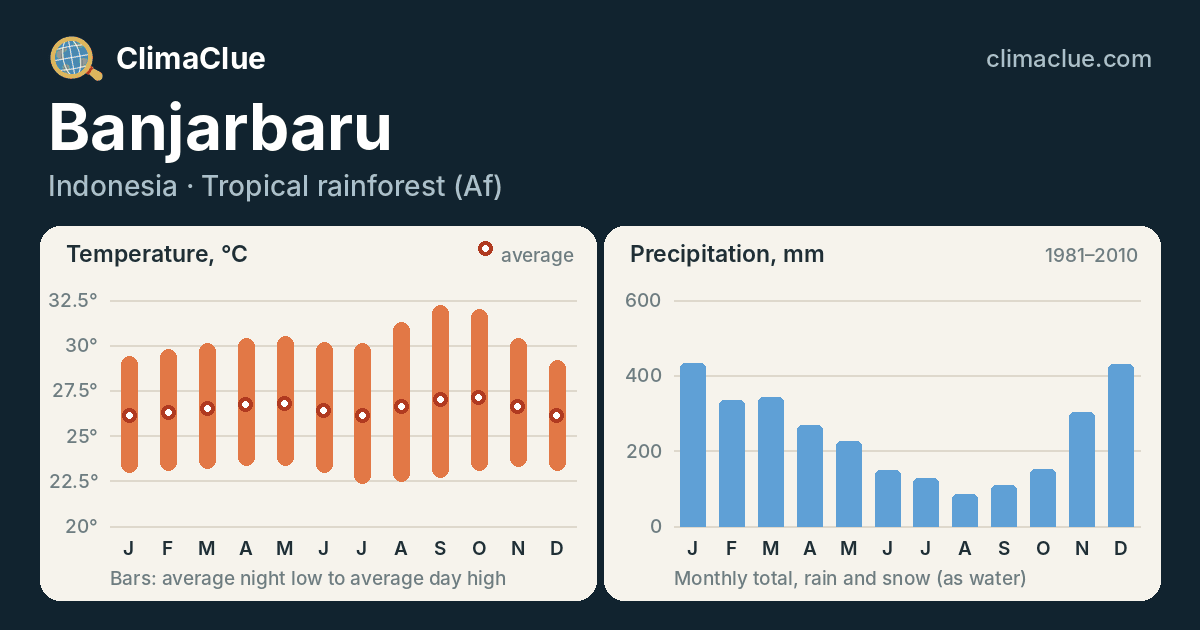 ClimaClue
climaclue.com
Banjarbaru
Indonesia · Tropical rainforest (Af)
Temperature, °C
average
32.5°
30°
27.5°
25°
22.5°
20°
J F M A M J J A S O N D
Bars: average night low to average day high
Precipitation, mm
1981–2010
600
400
200
0
J F M A M J J A S O N D
Monthly total, rain and snow (as water)